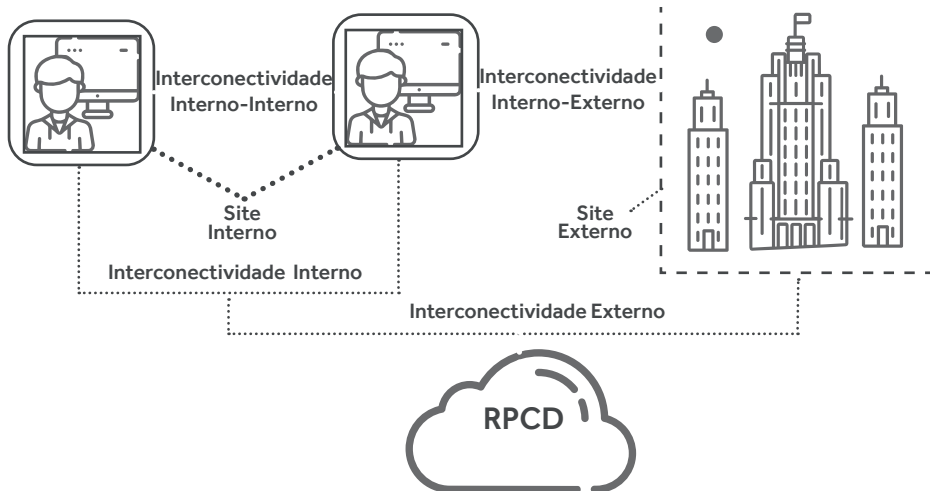 Interconectividade
Interno-Interno
Interconectividade
Interno-Externo
Site
Interno
Site
Externo
Interconectividade Interno
Interconectividade Externo
RPCD